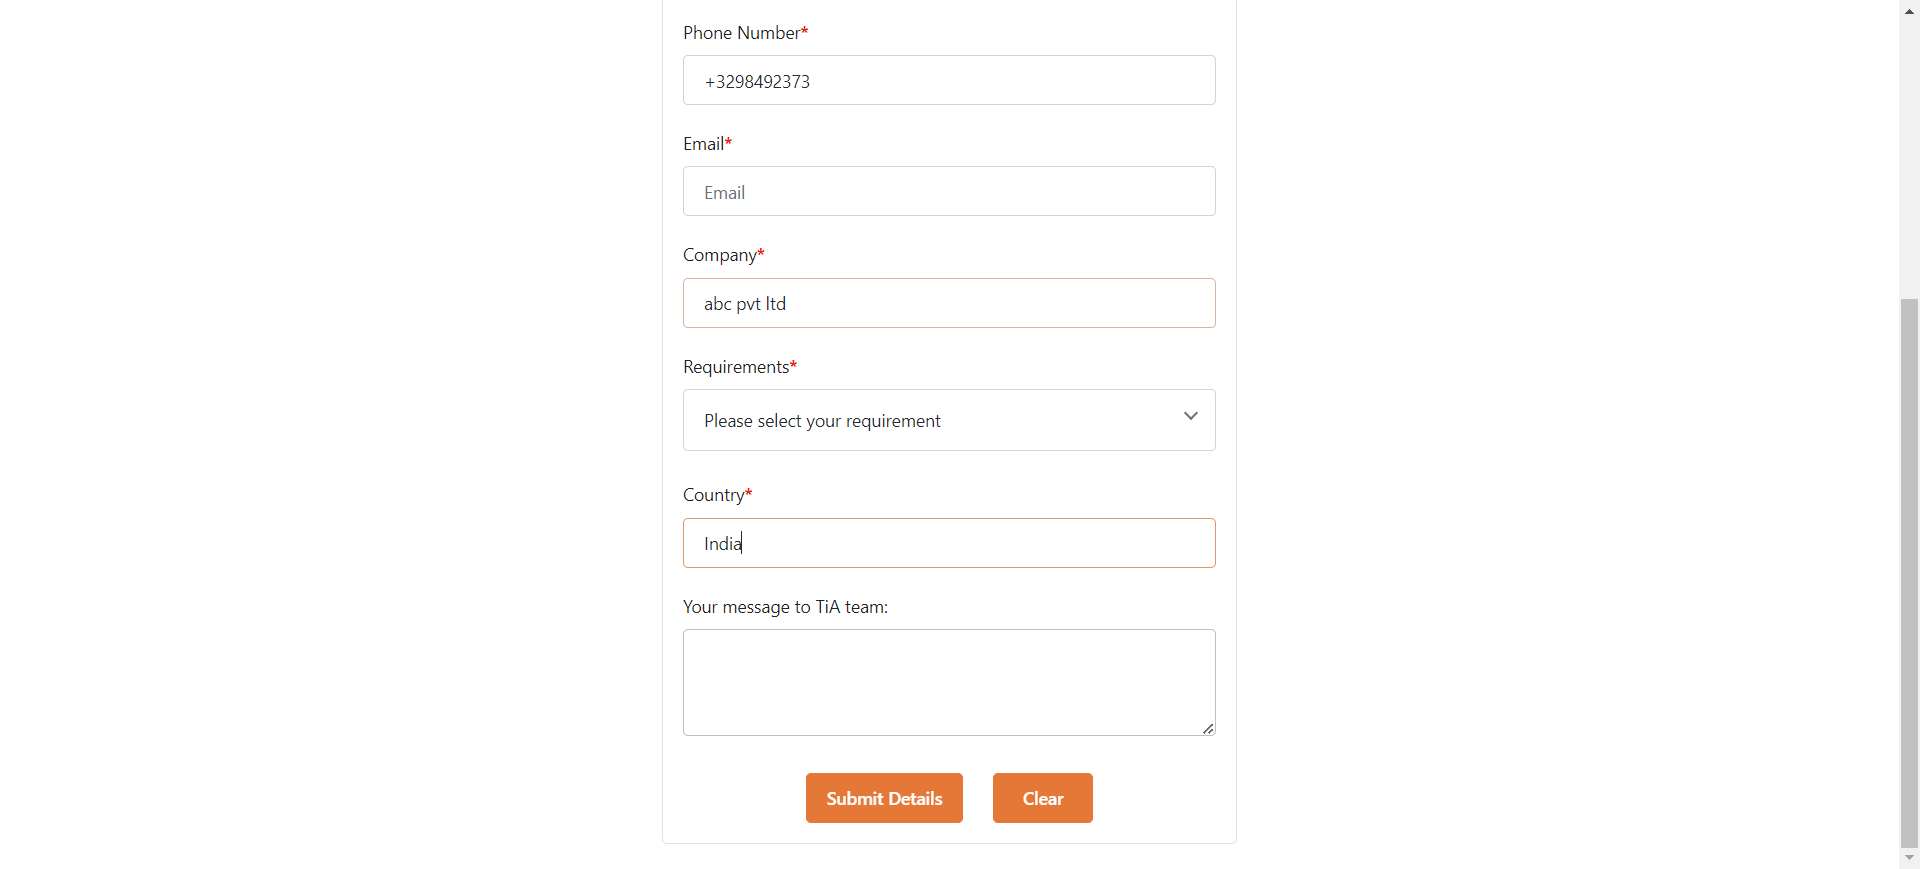 Phone Number*
+3298492373
Email*
Email
Company*
abc pvt ltd
Requirements*
Please select your requirement
Country*
India
Your message to TiA team:
Submit Details
Clear